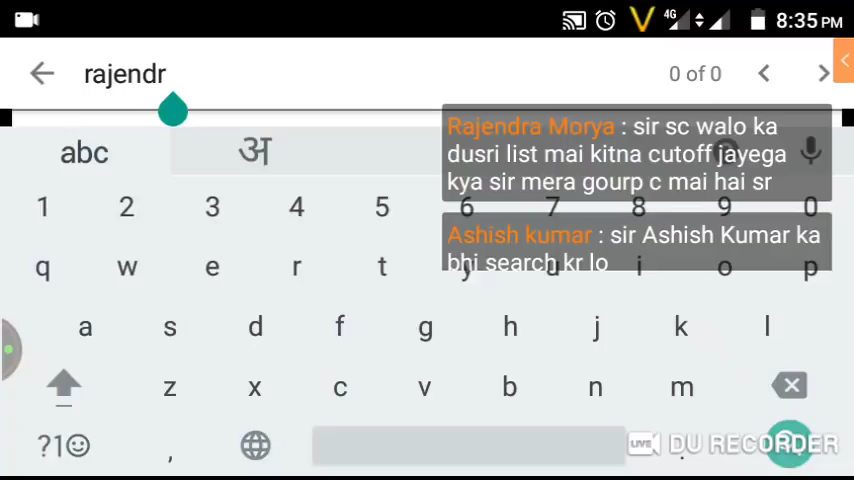 4G 8:35 PM
rajendr 0 of 0
Rajendra Morya : sir sc walo ka
dusri list mai kitna cutoff jayega
kya sir mera gourp c mai hai sr
Ashish kumar : sir Ashish Kumar ka
bhi search kr lo
abc अ
1 2 3 4 5 6 7 8 9 0
q w e r t y u i o p
a s d f g h j k l
z x c v b n m
?1 , .
LIVE DU RECORDER